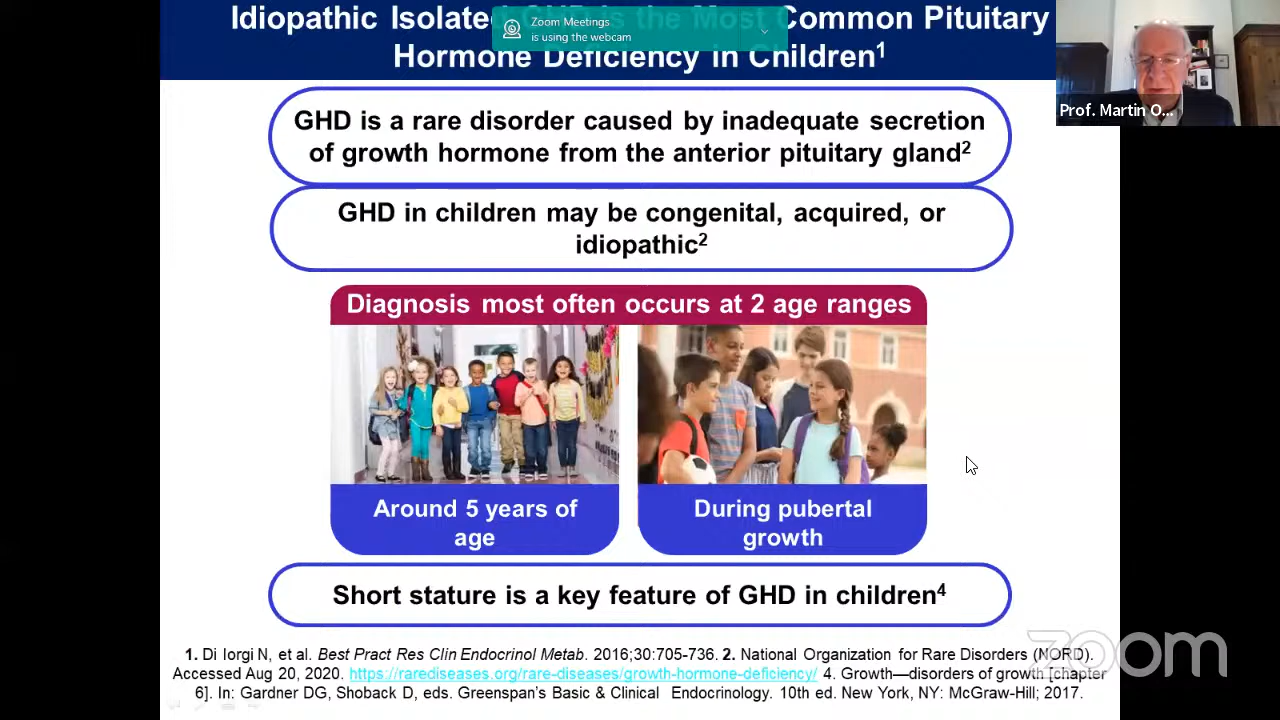 Idiopathic Isolated GHD is the Most Common Pituitary
Hormone Deficiency in Children1
Zoom Meetings
is using the webcam
Prof. Martin O...
GHD is a rare disorder caused by inadequate secretion
of growth hormone from the anterior pituitary gland2
GHD in children may be congenital, acquired, or
idiopathic2
Diagnosis most often occurs at 2 age ranges
Around 5 years of
age
During pubertal
growth
Short stature is a key feature of GHD in children4
1. Di Iorgi N, et al. Best Pract Res Clin Endocrinol Metab. 2016;30:705-736. 2. National Organization for Rare Disorders (NORD).
Accessed Aug 20, 2020. https://rarediseases.org/rare-diseases/growth-hormone-deficiency/ 4. Growth—disorders of growth [chapter
6]. In: Gardner DG, Shoback D, eds. Greenspan's Basic & Clinical Endocrinology. 10th ed. New York, NY: McGraw-Hill; 2017.
zoom